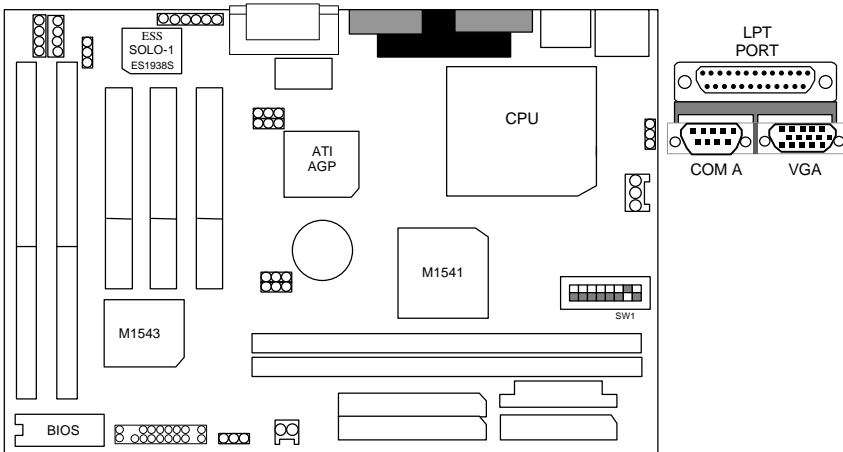 ESS
SOLO-1
ES1938S
LPT
PORT
CPU
ATI
AGP
COM A
VGA
M1541
SW1
M1543
BIOS